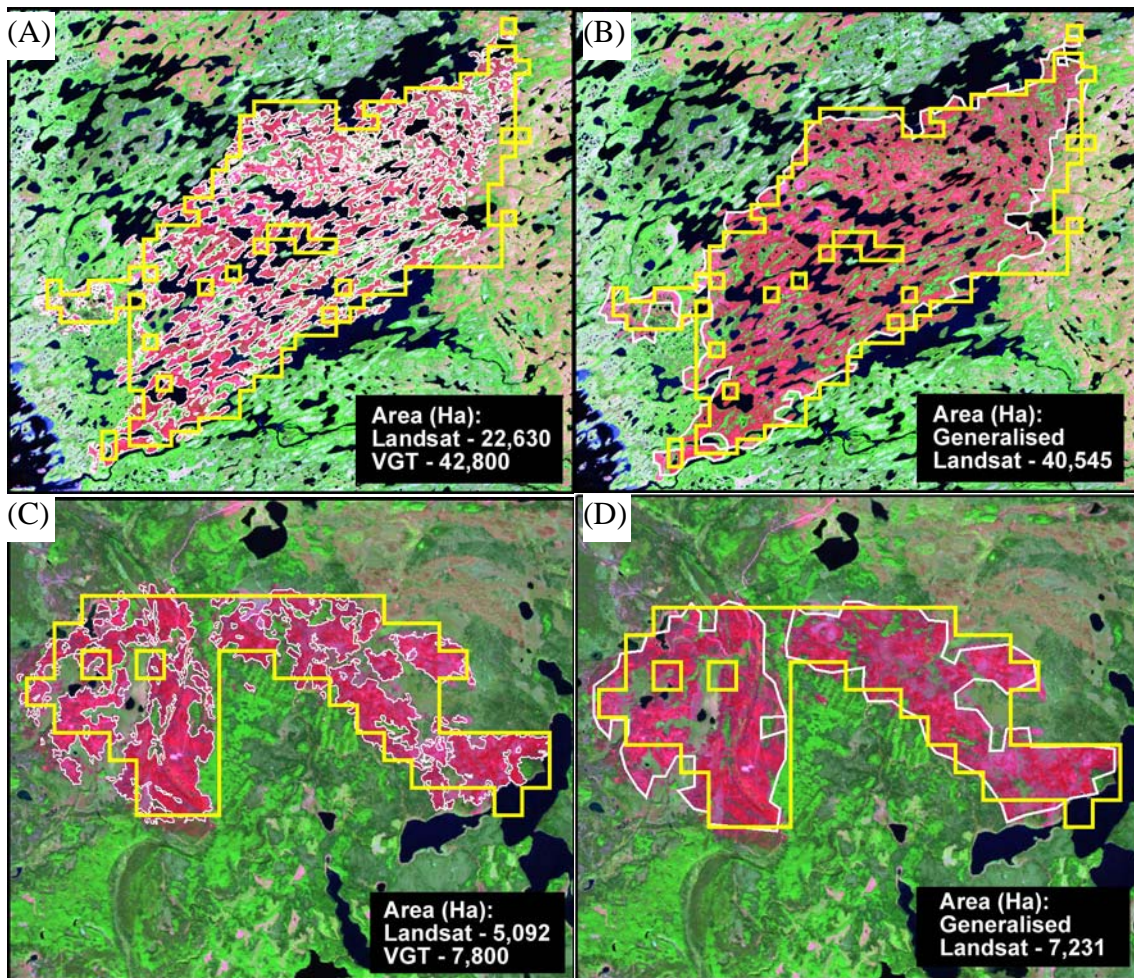 (A)
Area (Ha):
Landsat - 22,630
VGT - 42,800
(B)
Area (Ha):
Generalised
Landsat - 40,545
(C)
Area (Ha):
Landsat - 5,092
VGT - 7,800
(D)
Area (Ha):
Generalised
Landsat - 7,231